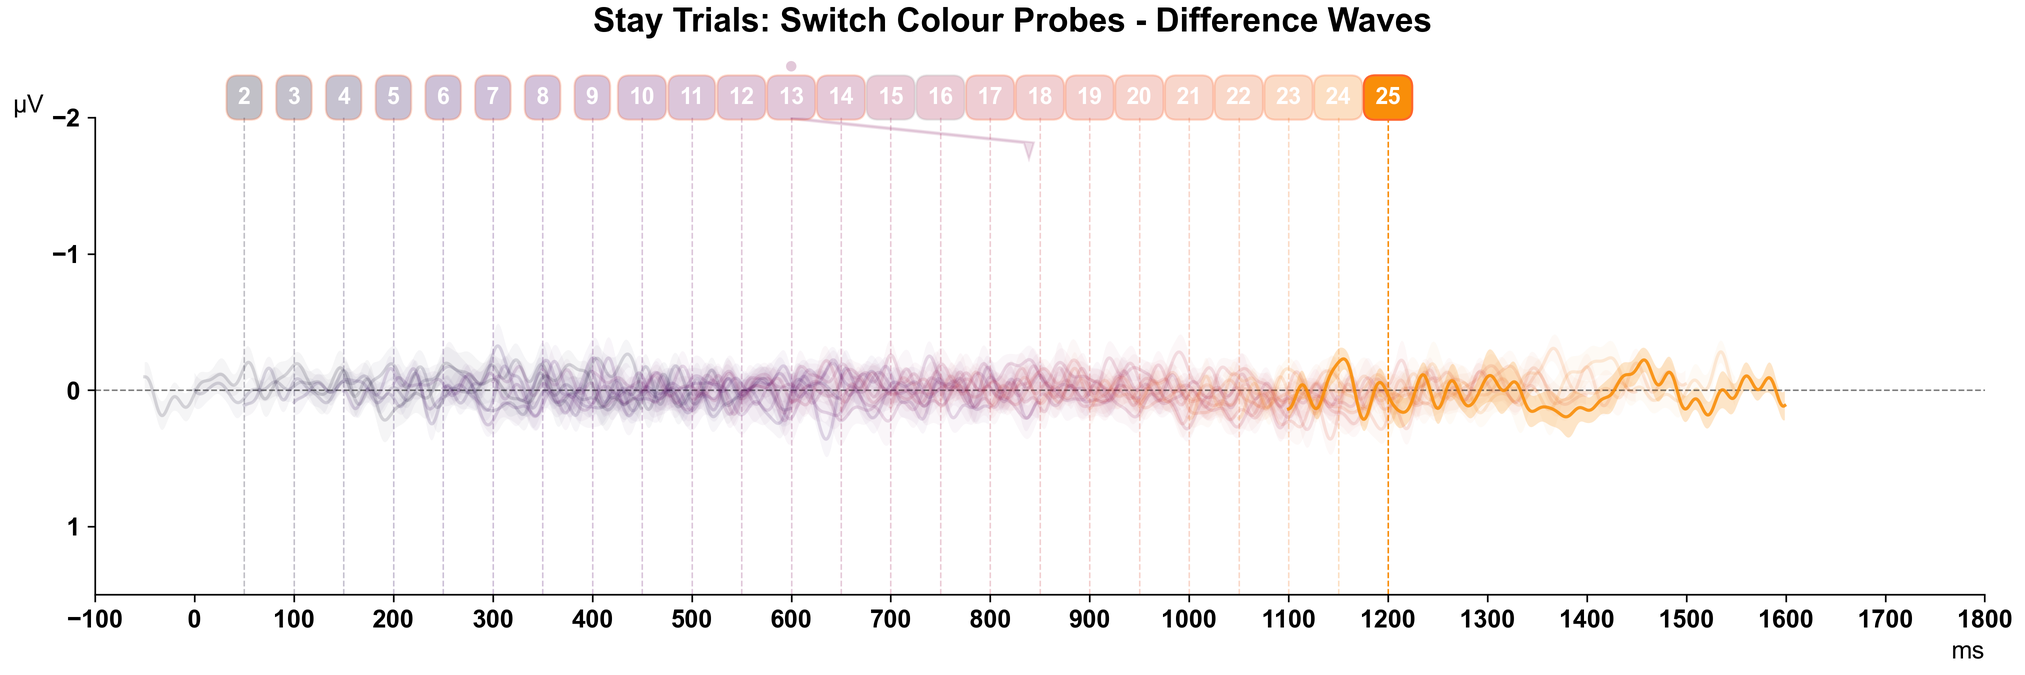 Stay Trials: Switch Colour Probes - Difference Waves
2 3 4 5 6 7 8 9 10 11 12 13 14 15 16 17 18 19 20 21 22 23 24 25
µV
−2
−1
0
1
−100 0 100 200 300 400 500 600 700 800 900 1000 1100 1200 1300 1400 1500 1600 1700 1800
ms